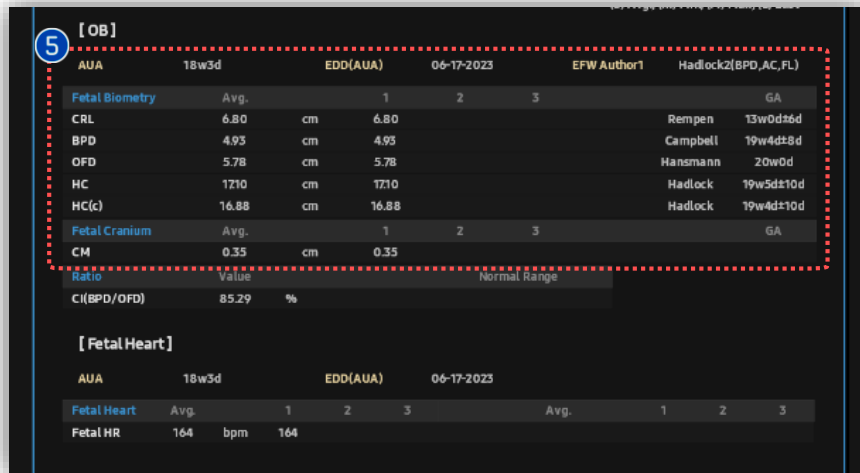 [ OB ]
5
AUA 18w3d EDD(AUA) 06-17-2023 EFW Author1 Hadlock2(BPD,AC,FL)
Fetal Biometry Avg. 1 2 3 GA
CRL 6.80 cm 6.80 Rempen 13w0d±6d
BPD 4.93 cm 4.93 Campbell 19w4d±8d
OFD 5.78 cm 5.78 Hansmann 20w0d
HC 17.10 cm 17.10 Hadlock 19w5d±10d
HC(c) 16.88 cm 16.88 Hadlock 19w4d±10d
Fetal Cranium Avg. 1 2 3 GA
CM 0.35 cm 0.35
Ratio Value Normal Range
CI(BPD/OFD) 85.29 %
[ Fetal Heart ]
AUA 18w3d EDD(AUA) 06-17-2023
Fetal Heart Avg. 1 2 3 Avg. 1 2 3
Fetal HR 164 bpm 164